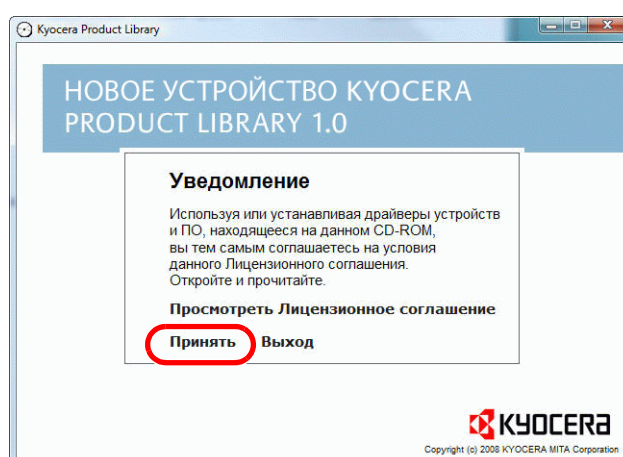 Kyocera Product Library
НОВОЕ УСТРОЙСТВО KYOCERA
PRODUCT LIBRARY 1.0
Уведомление
Используя или устанавливая драйверы устройств
и ПО, находящееся на данном CD-ROM,
вы тем самым соглашаетесь на условия
данного Лицензионного соглашения.
Откройте и прочитайте.
Просмотреть Лицензионное соглашение
Принять Выход
KYOCERA
Copyright (c) 2008 KYOCERA MITA Corporation